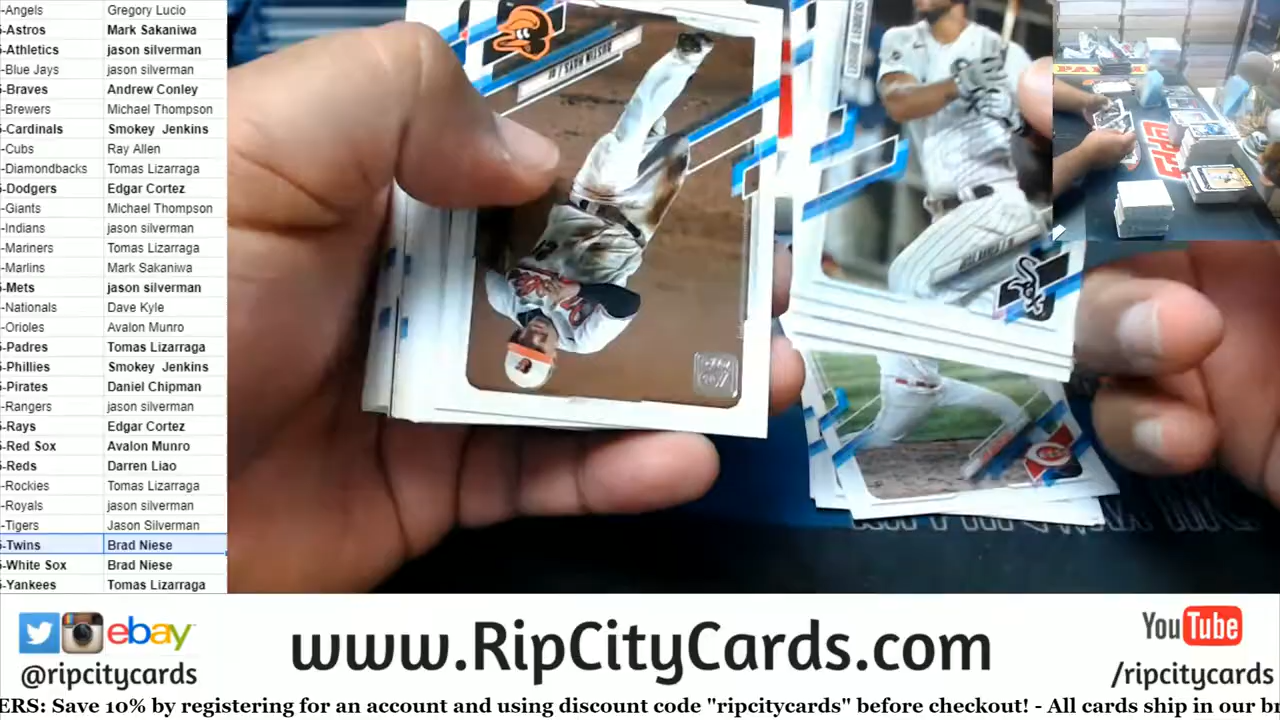 -Angels Gregory Lucio
-Astros Mark Sakaniwa
-Athletics jason silverman
-Blue Jays jason silverman
-Braves Andrew Conley
-Brewers Michael Thompson
-Cardinals Smokey Jenkins
-Cubs Ray Allen
-Diamondbacks Tomas Lizarraga
-Dodgers Edgar Cortez
-Giants Michael Thompson
-Indians jason silverman
-Mariners Tomas Lizarraga
-Marlins Mark Sakaniwa
-Mets jason silverman
-Nationals Dave Kyle
-Orioles Avalon Munro
-Padres Tomas Lizarraga
-Phillies Smokey Jenkins
-Pirates Daniel Chipman
-Rangers jason silverman
-Rays Edgar Cortez
-Red Sox Avalon Munro
-Reds Darren Liao
-Rockies Tomas Lizarraga
-Royals jason silverman
-Tigers Jason Silverman
-Twins Brad Niese
-White Sox Brad Niese
-Yankees Tomas Lizarraga
AUSTIN HAYS
Sox
TOPPS
ebay
@ripcitycards
www.RipCityCards.com
YouTube
/ripcitycards
ERS: Save 10% by registering for an account and using discount code "ripcitycards" before checkout! - All cards ship in our br